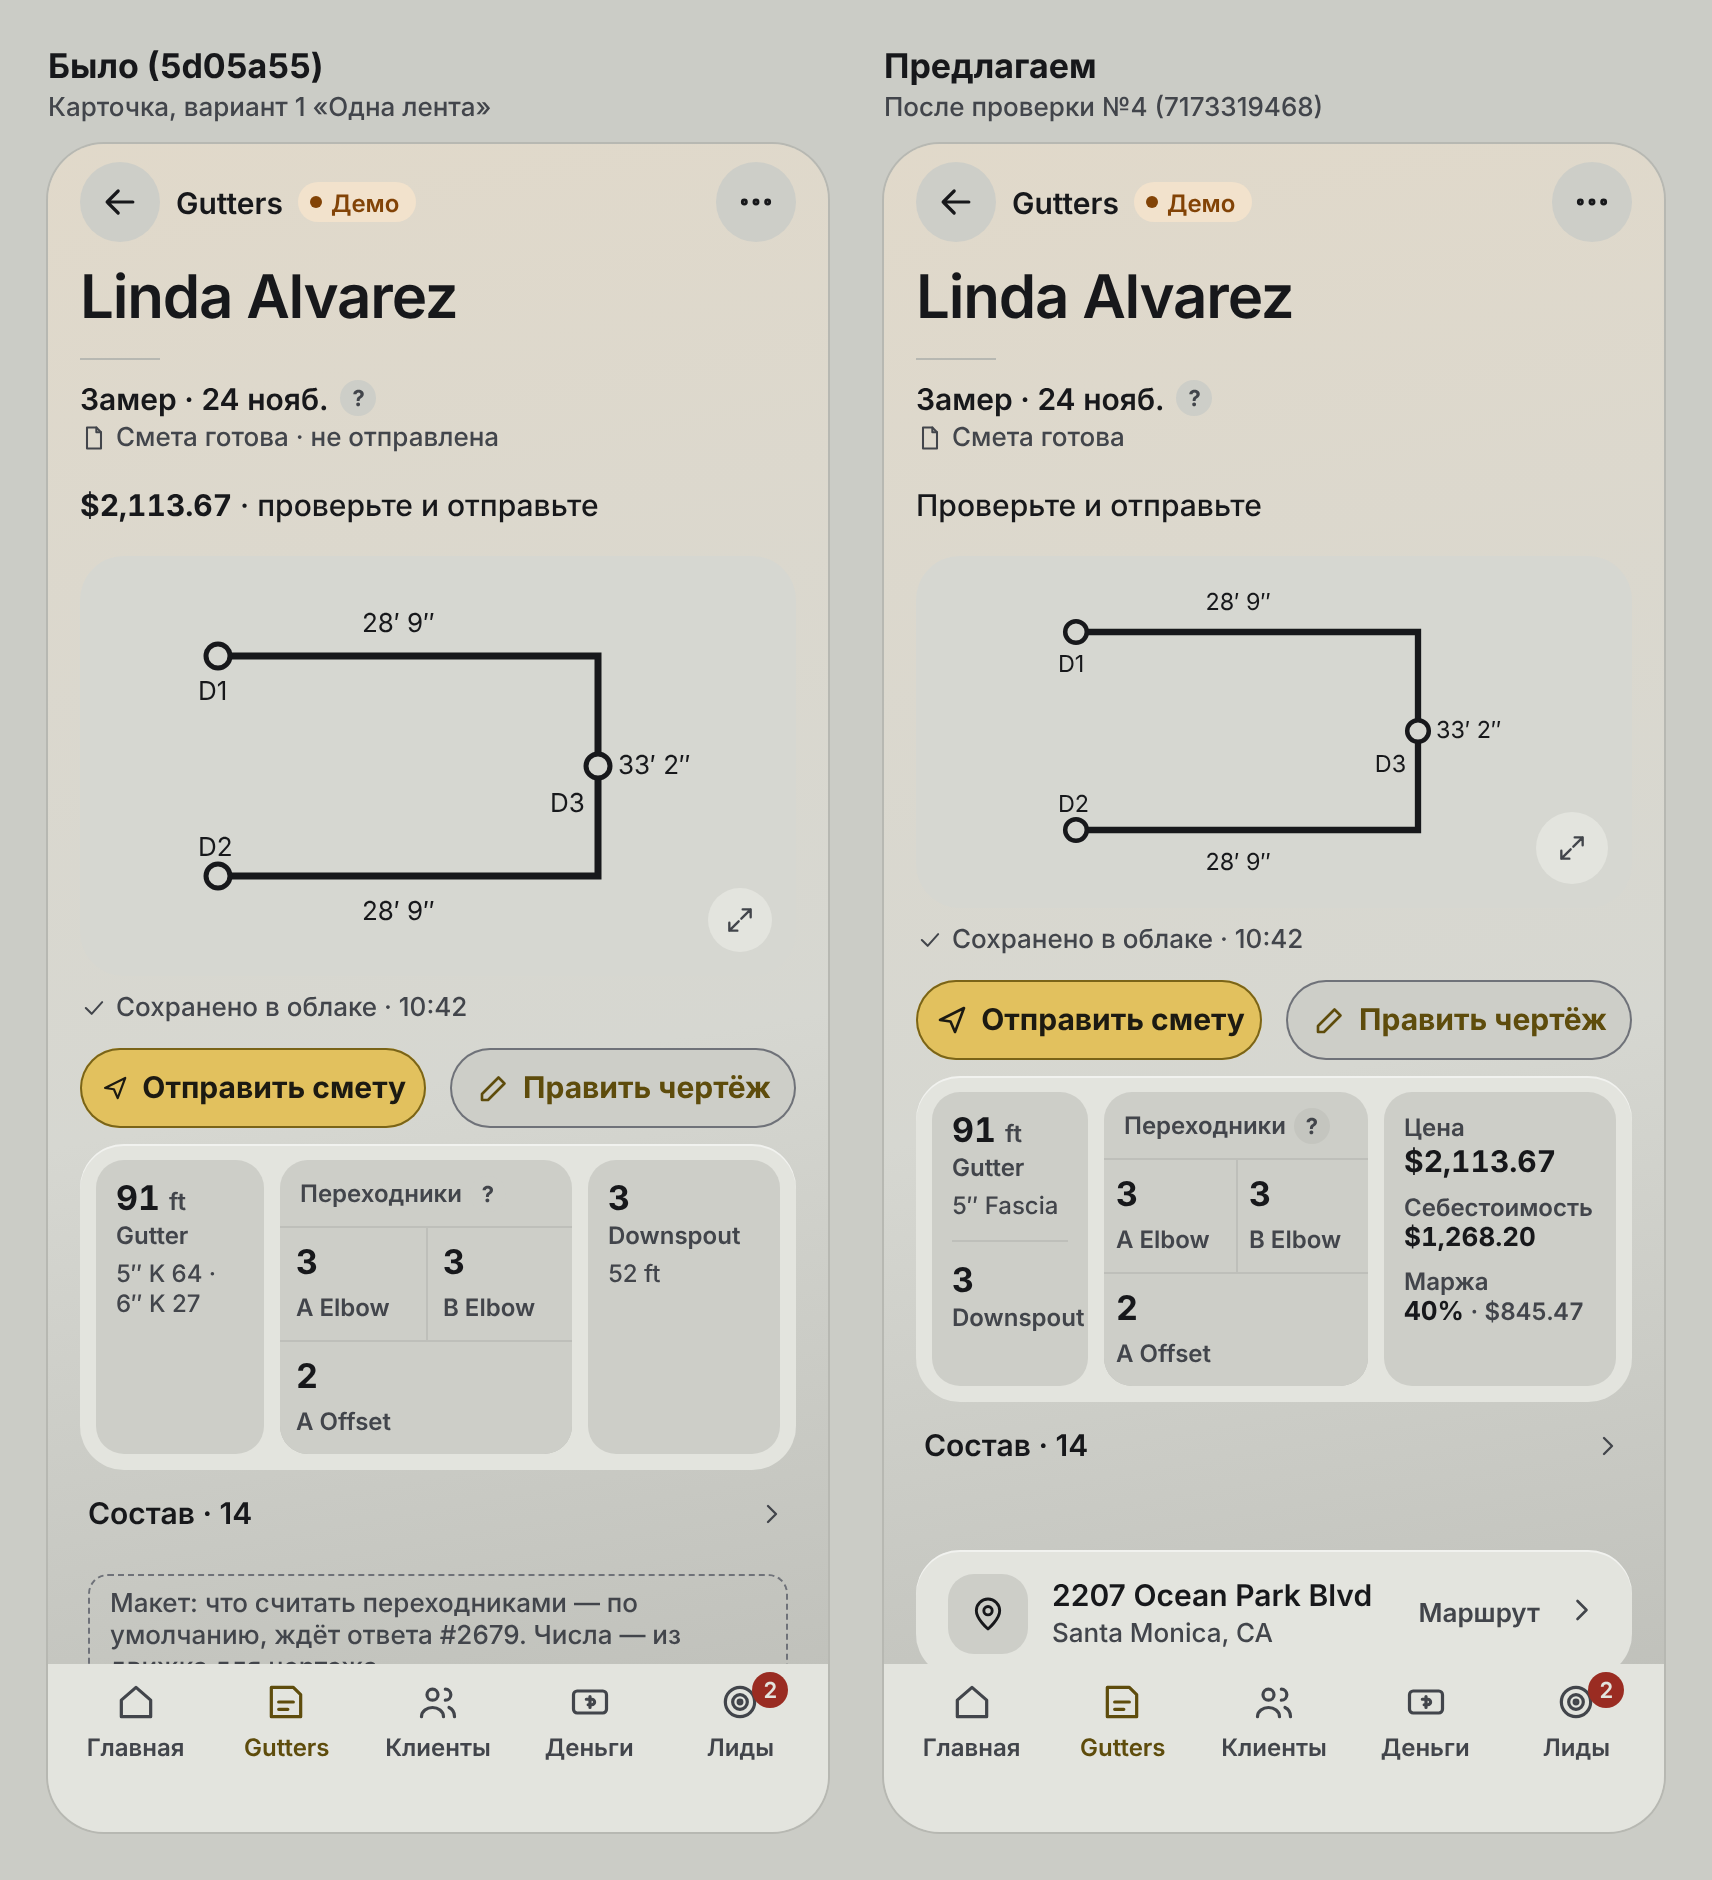 Было (5d05a55)
Карточка, вариант 1 «Одна лента»
Gutters
Демо
Linda Alvarez
Замер · 24 нояб. ?
Смета готова · не отправлена
$2,113.67 · проверьте и отправьте
28′ 9″
D1
33′ 2″
D3
D2
28′ 9″
Сохранено в облаке · 10:42
Отправить смету
Править чертёж
91 ft
Gutter
5″ K 64 ·
6″ K 27
Переходники ?
3
A Elbow
3
B Elbow
2
A Offset
3
Downspout
52 ft
Состав · 14
Макет: что считать переходниками — по
умолчанию, ждёт ответа #2679. Числа — из
Главная
Gutters
Клиенты
Деньги
Лиды
2
Предлагаем
После проверки №4 (7173319468)
Gutters
Демо
Linda Alvarez
Замер · 24 нояб. ?
Смета готова
Проверьте и отправьте
28′ 9″
D1
33′ 2″
D3
D2
28′ 9″
Сохранено в облаке · 10:42
Отправить смету
Править чертёж
91 ft
Gutter
5″ Fascia
3
Downspout
Переходники ?
3
A Elbow
3
B Elbow
2
A Offset
Цена
$2,113.67
Себестоимость
$1,268.20
Маржа
40% · $845.47
Состав · 14
2207 Ocean Park Blvd
Santa Monica, CA
Маршрут
Главная
Gutters
Клиенты
Деньги
Лиды
2